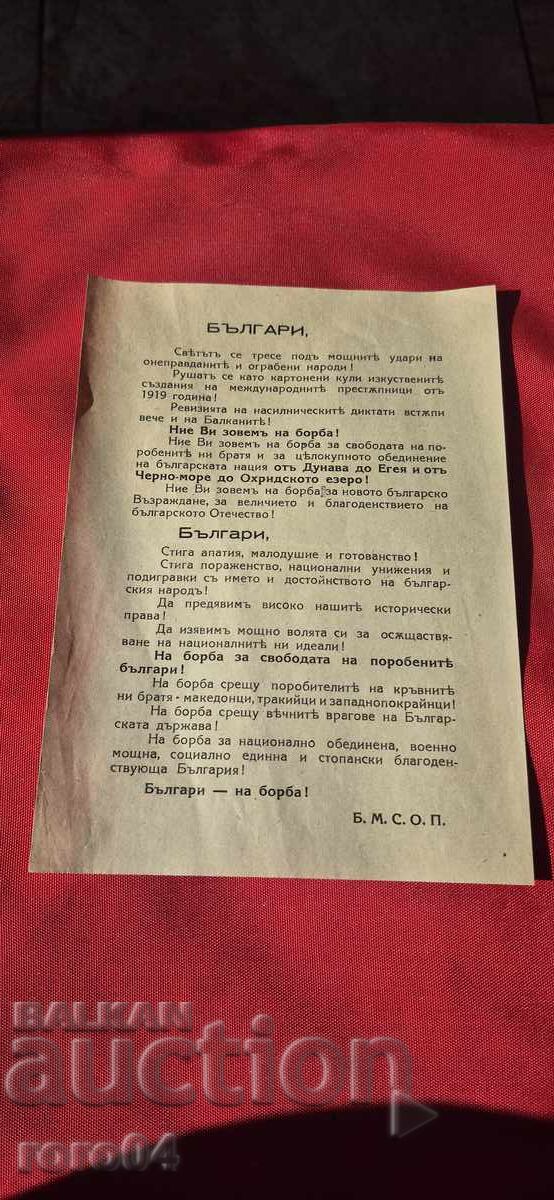 БЪЛГАРИ,
Свѣтътъ се тресе подъ мощнитѣ удари на
онеправданитѣ и ограбени народи!
Рушатъ се като картонени кули изкуственитѣ
създания на международнитѣ престѫпници отъ
1919 година!
Ревизията на насилническитѣ диктати встѫпи
вече и на Балканитѣ!
Ние Ви зовемъ на борба!
Ние Ви зовемъ на борба за свободата на по-
робенитѣ ни братя и за цѣлокупното обединение
на българската нация отъ Дунава до Егея и отъ
Черно-море до Охридското езеро!
Ние Ви зовемъ на борба за новото българско
Възраждане, за величието и благоденствието на
българското Отечество!
Българи,
Стига апатия, малодушие и готованство!
Стига пораженство, национални унижения и
подигравки съ името и достойнството на българ-
ския народъ!
Да предявимъ високо нашитѣ исторически
права!
Да изявимъ мощно волята си за осѫществя-
ване на националнитѣ ни идеали!
На борба за свободата на поробенитѣ
българи!
На борба срещу поробителитѣ на кръвнитѣ
ни братя - македонци, тракийци и западнопокрайнци!
На борба срещу вѣчнитѣ врагове на Българ-
ската държава!
На борба за национално обединена, военно
мощна, социално единна и стопански благоден-
ствующа България!
Българи — на борба!
Б. М. С. О. П.
BALKAN
auction
roro04